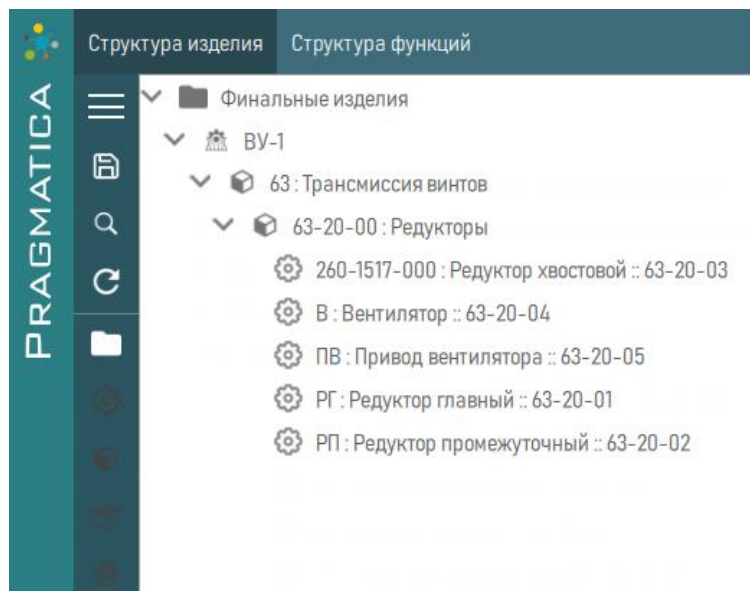 PRAGMATICA
Структура изделия Структура функций
Финальные изделия
ВУ-1
63 : Трансмиссия винтов
63-20-00 : Редукторы
260-1517-000 : Редуктор хвостовой :: 63-20-03
В : Вентилятор :: 63-20-04
ПВ : Привод вентилятора :: 63-20-05
РГ : Редуктор главный :: 63-20-01
РП : Редуктор промежуточный :: 63-20-02